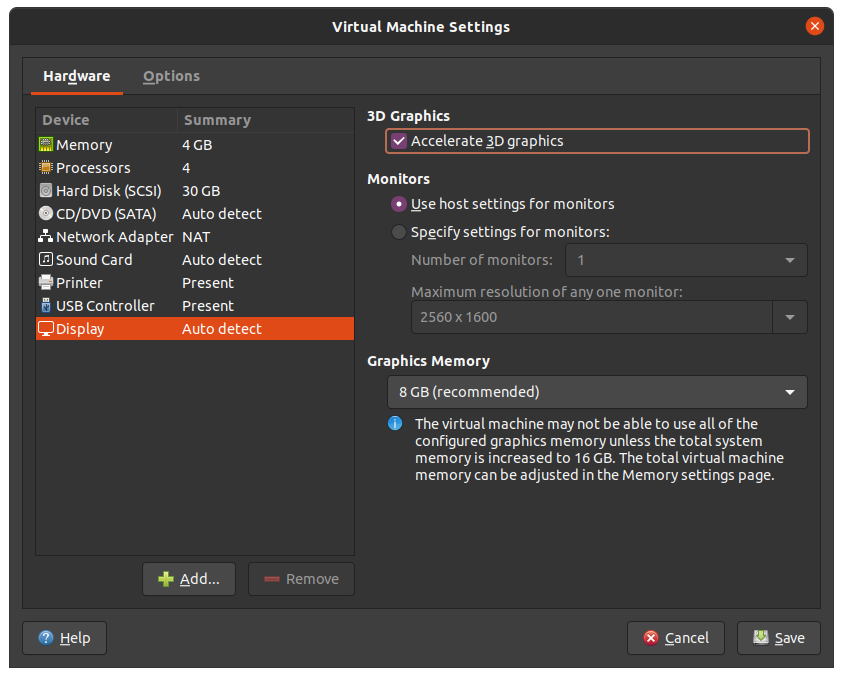 Virtual Machine Settings
Hardware
Options
Device Summary
Memory 4 GB
Processors 4
Hard Disk (SCSI) 30 GB
CD/DVD (SATA) Auto detect
Network Adapter NAT
Sound Card Auto detect
Printer Present
USB Controller Present
Display Auto detect
Add...
Remove
3D Graphics
Accelerate 3D graphics
Monitors
Use host settings for monitors
Specify settings for monitors:
Number of monitors: 1
Maximum resolution of any one monitor:
2560 x 1600
Graphics Memory
8 GB (recommended)
The virtual machine may not be able to use all of the
configured graphics memory unless the total system
memory is increased to 16 GB. The total virtual machine
memory can be adjusted in the Memory settings page.
Help
Cancel
Save